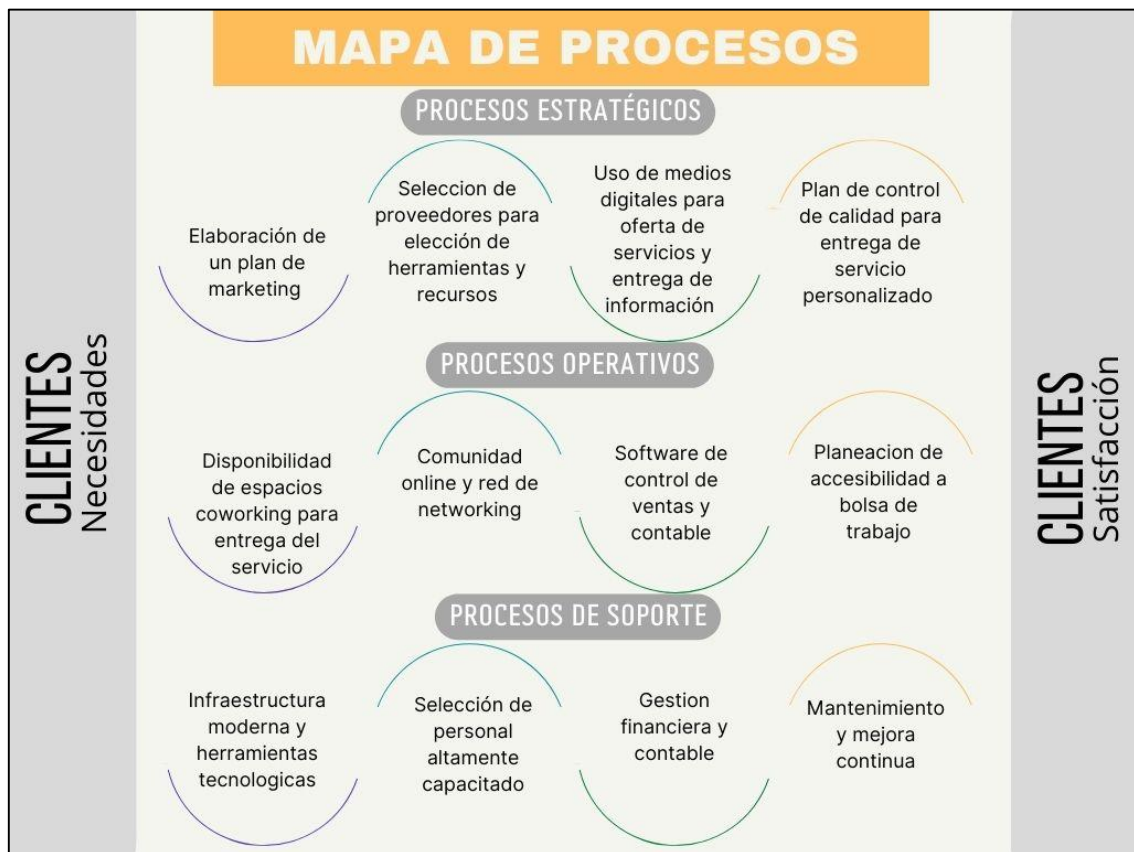 MAPA DE PROCESOS
PROCESOS ESTRATÉGICOS
Elaboración de
un plan de
marketing
Seleccion de
proveedores para
elección de
herramientas y
recursos
Uso de medios
digitales para
oferta de
servicios y
entrega de
información
Plan de control
de calidad para
entrega de
servicio
personalizado
CLIENTES
Necesidades
PROCESOS OPERATIVOS
Disponibilidad
de espacios
coworking para
entrega del
servicio
Comunidad
online y red de
networking
Software de
control de
ventas y
contable
Planeacion de
accesibilidad a
bolsa de
trabajo
CLIENTES
Satisfacción
PROCESOS DE SOPORTE
Infraestructura
moderna y
herramientas
tecnologicas
Selección de
personal
altamente
capacitado
Gestion
financiera y
contable
Mantenimiento
y mejora
continua